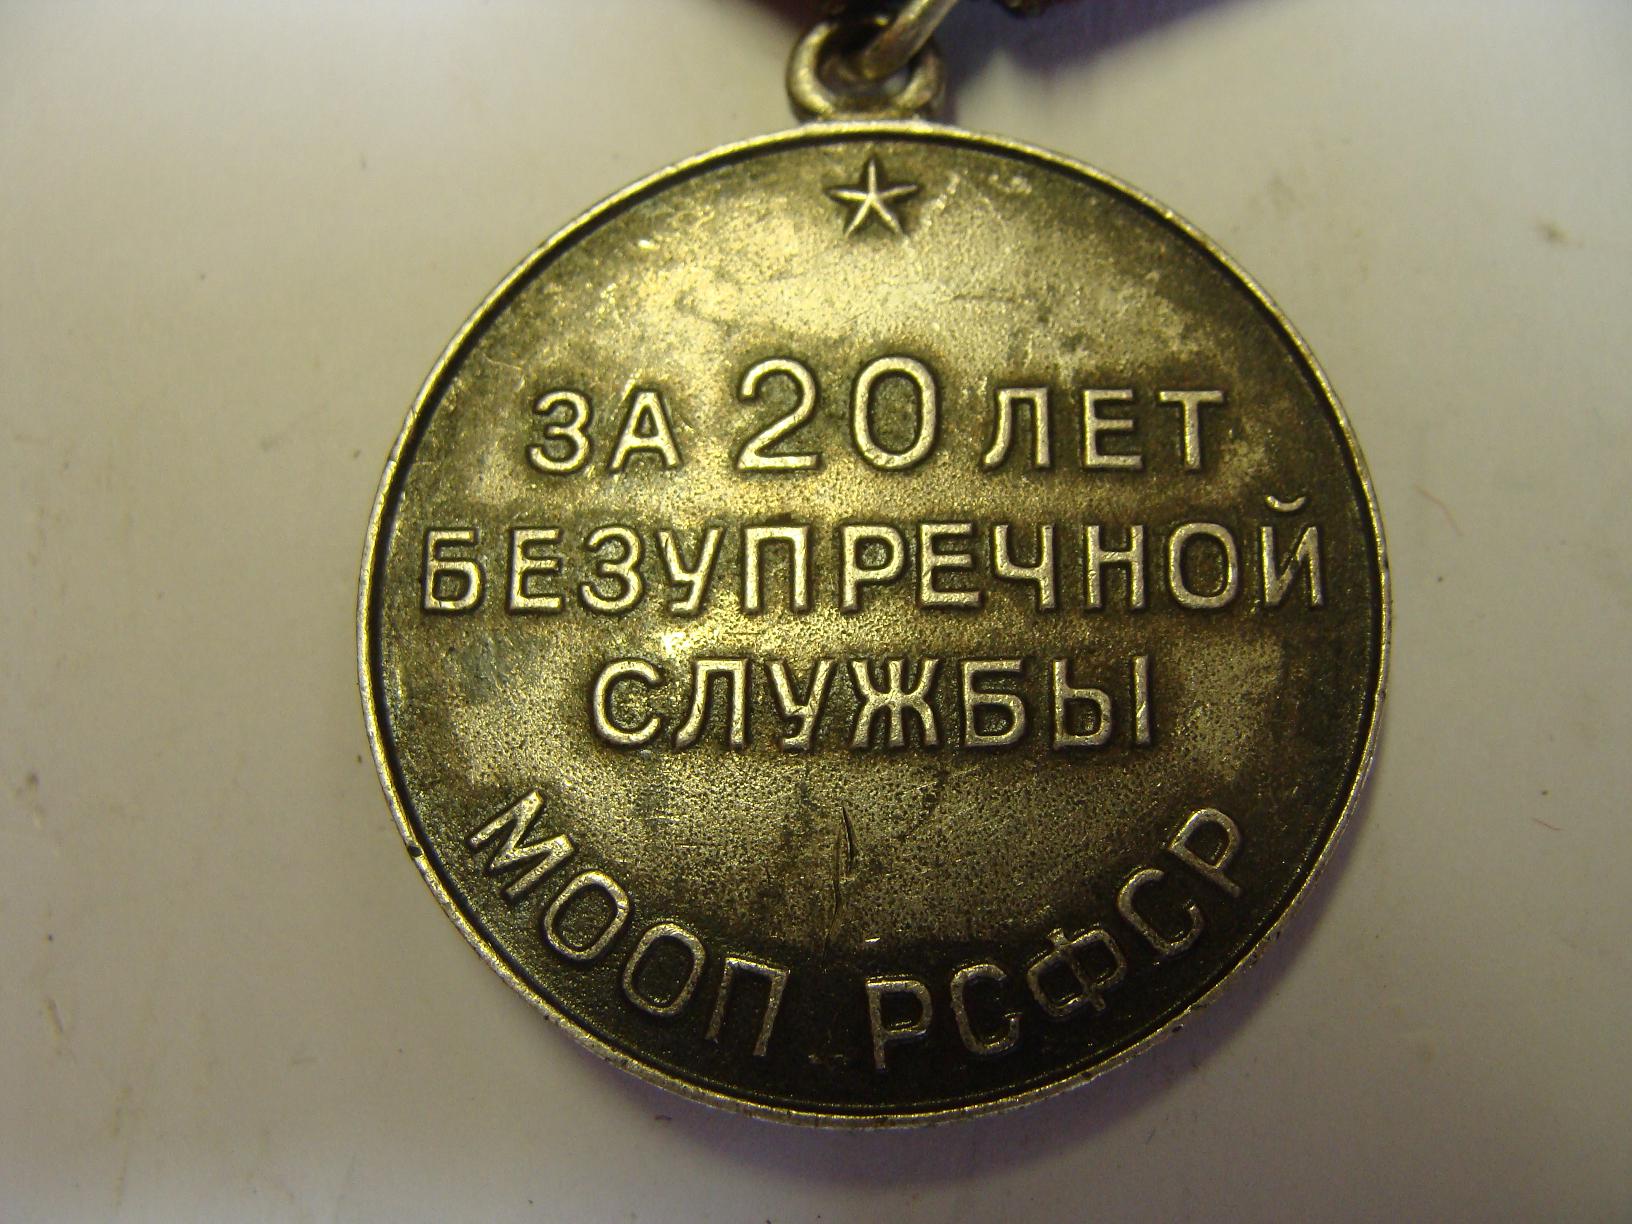 ЗА 20 ЛЕТ
БЕЗУПРЕЧНОЙ
СЛУЖБЫ
МООП РСФСР